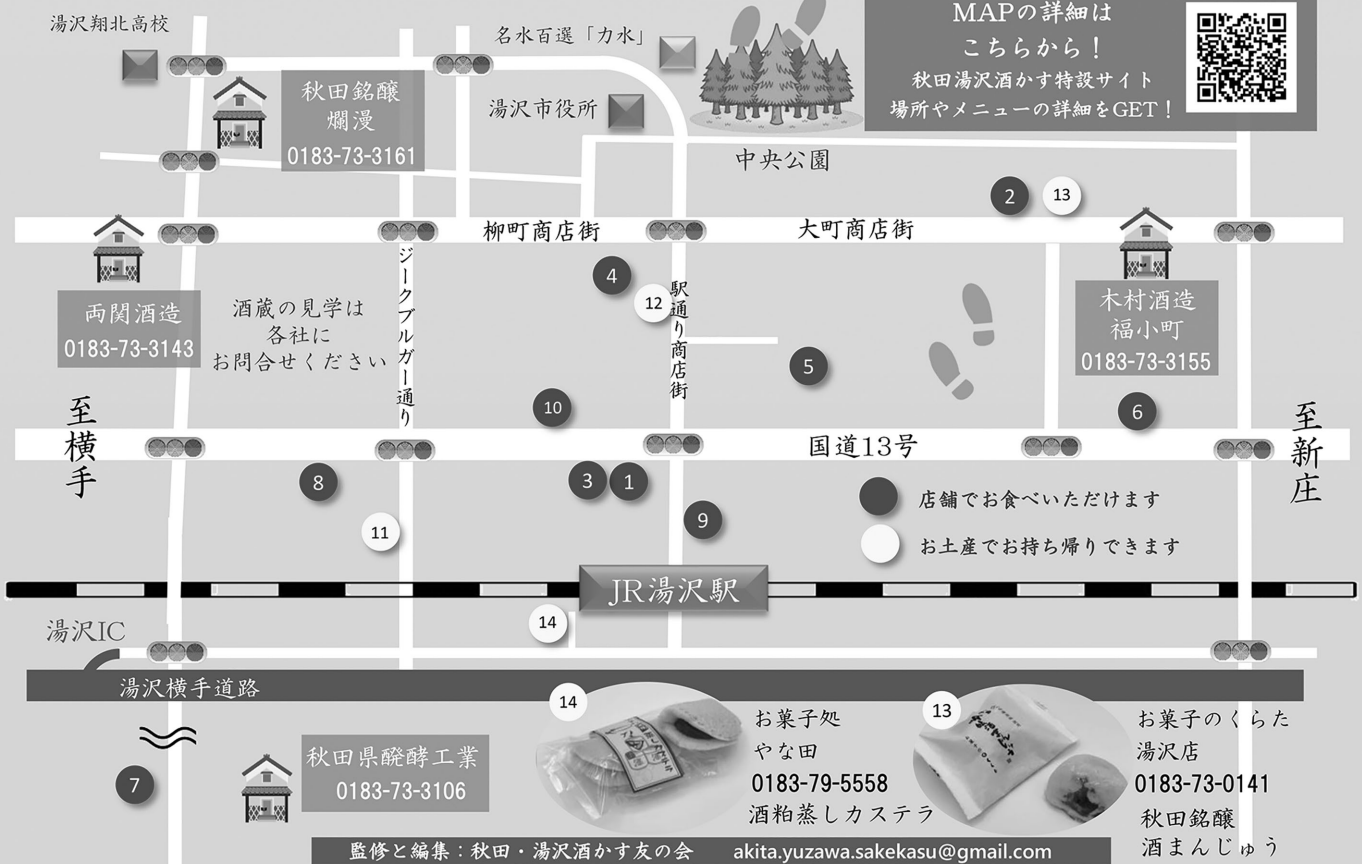 湯沢翔北高校
名水百選「力水」
湯沢市役所
中央公園
MAPの詳細は
こちらから！
秋田湯沢酒かす特設サイト
場所やメニューの詳細をGET！
秋田銘醸
爛漫
0183-73-3161
2
13
柳町商店街
大町商店街
両関酒造
0183-73-3143
酒蔵の見学は
各社に
お問合せください
ジークブルガー通り
4
12
駅通り商店街
5
木村酒造
福小町
0183-73-3155
10
6
至横手
国道13号
至新庄
8
3
1
9
11
店舗でお食べいただけます
お土産でお持ち帰りできます
JR湯沢駅
14
湯沢IC
湯沢横手道路
7
秋田県醗酵工業
0183-73-3106
14
お菓子処
やな田
0183-79-5558
酒粕蒸しカステラ
13
お菓子のくらた
湯沢店
0183-73-0141
秋田銘醸
酒まんじゅう
監修と編集：秋田・湯沢酒かす友の会 akita.yuzawa.sakekasu@gmail.com